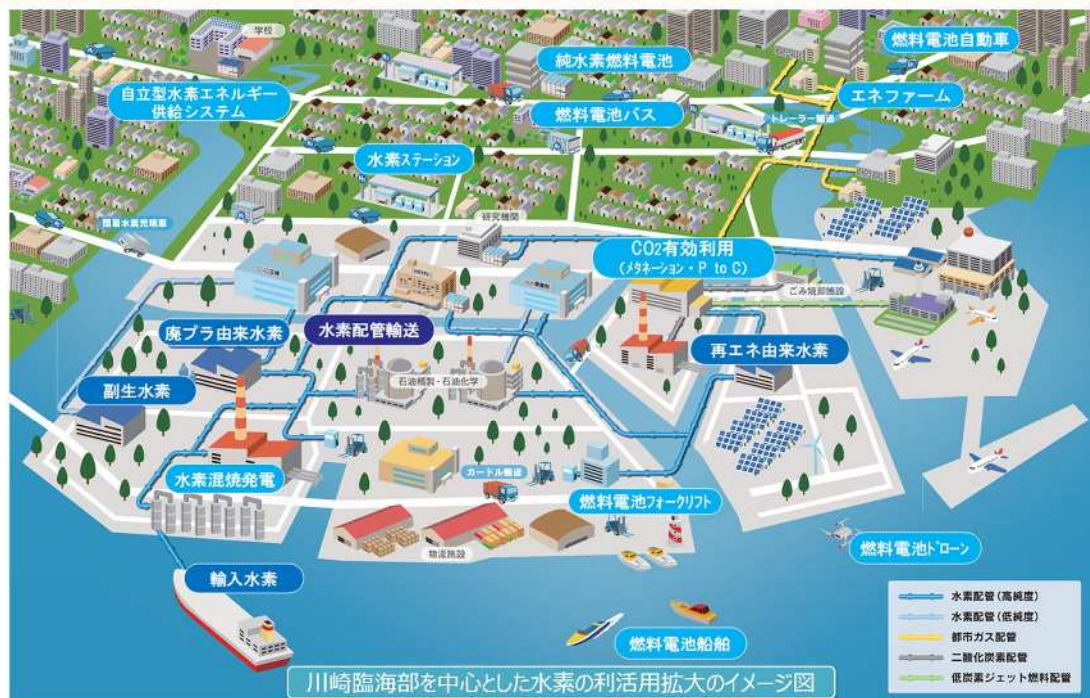 学校
燃料電池自動車
純水素燃料電池
自立型水素エネルギー
供給システム
エネファーム
燃料電池バス
トレーラー輸送
水素ステーション
簡易水素充填車
研究機関
CO2有効利用
(メタネーション・P to C)
ごみ焼却施設
廃プラ由来水素
水素配管輸送
再エネ由来水素
石油精製・石油化学
副生水素
水素混焼発電
カードル輸送
燃料電池フォークリフト
物流施設
燃料電池ドローン
輸入水素
燃料電池船舶
水素配管(高純度)
水素配管(低純度)
都市ガス配管
二酸化炭素配管
低炭素ジェット燃料配管
川崎臨海部を中心とした水素の利活用拡大のイメージ図